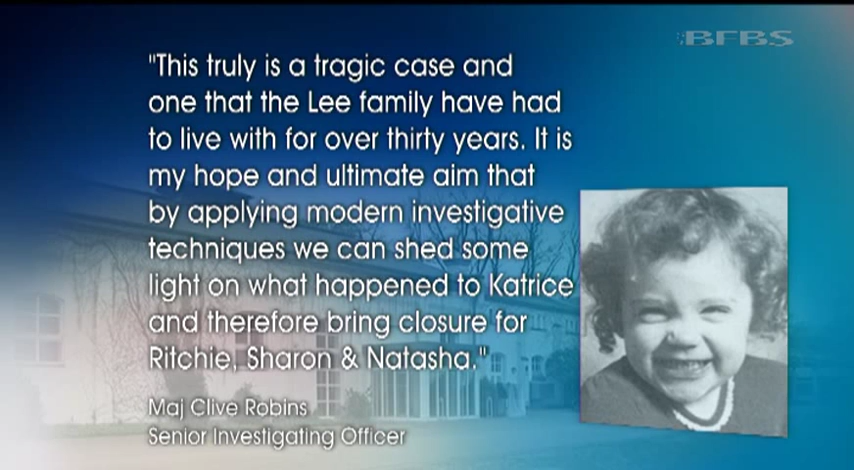 BFBS
"This truly is a tragic case and
one that the Lee family have had
to live with for over thirty years. It is
my hope and ultimate aim that
by applying modern investigative
techniques we can shed some
light on what happened to Katrice
and therefore bring closure for
Ritchie, Sharon & Natasha."
Maj Clive Robins
Senior Investigating Officer